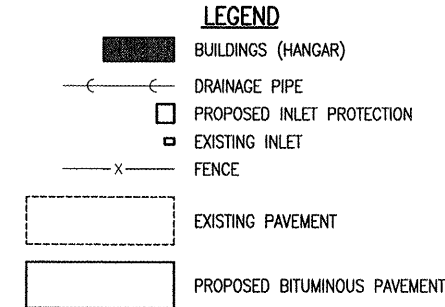 LEGEND
BUILDINGS (HANGAR)
DRAINAGE PIPE
PROPOSED INLET PROTECTION
EXISTING INLET
X FENCE
EXISTING PAVEMENT
PROPOSED BITUMINOUS PAVEMENT